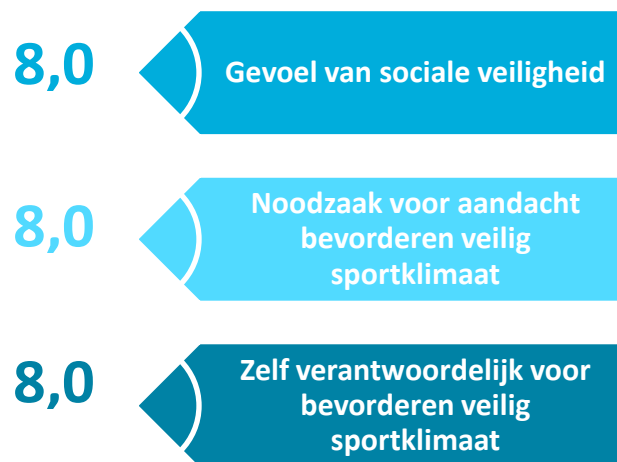 8,0
Gevoel van sociale veiligheid
8,0
Noodzaak voor aandacht
bevorderen veilig
sportklimaat
8,0
Zelf verantwoordelijk voor
bevorderen veilig
sportklimaat